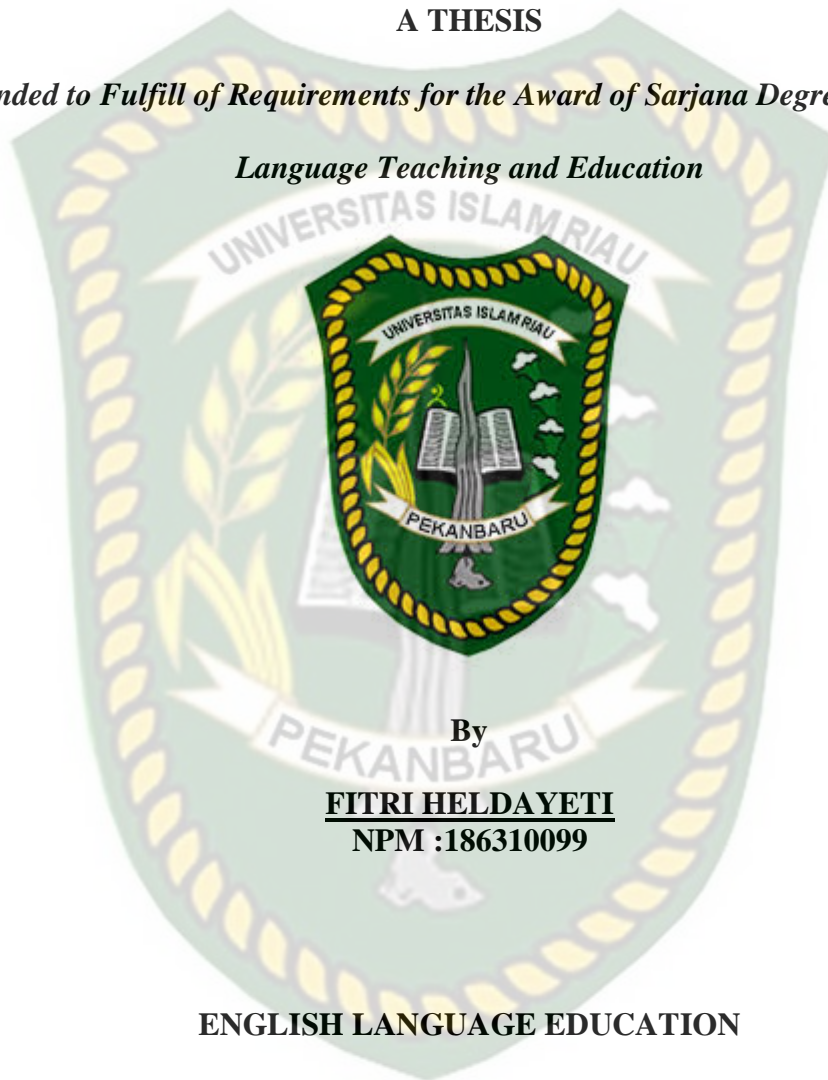 A THESIS
nded to Fulfill of Requirements for the Award of Sarjana Degre
Language Teaching and Education
UNIVERSITAS ISLAM RIAU
UNIVERSITAS ISLAM RIAU
PEKANBARU
By
PEKANBARU
FITRI HELDAYETI
NPM :186310099
ENGLISH LANGUAGE EDUCATION